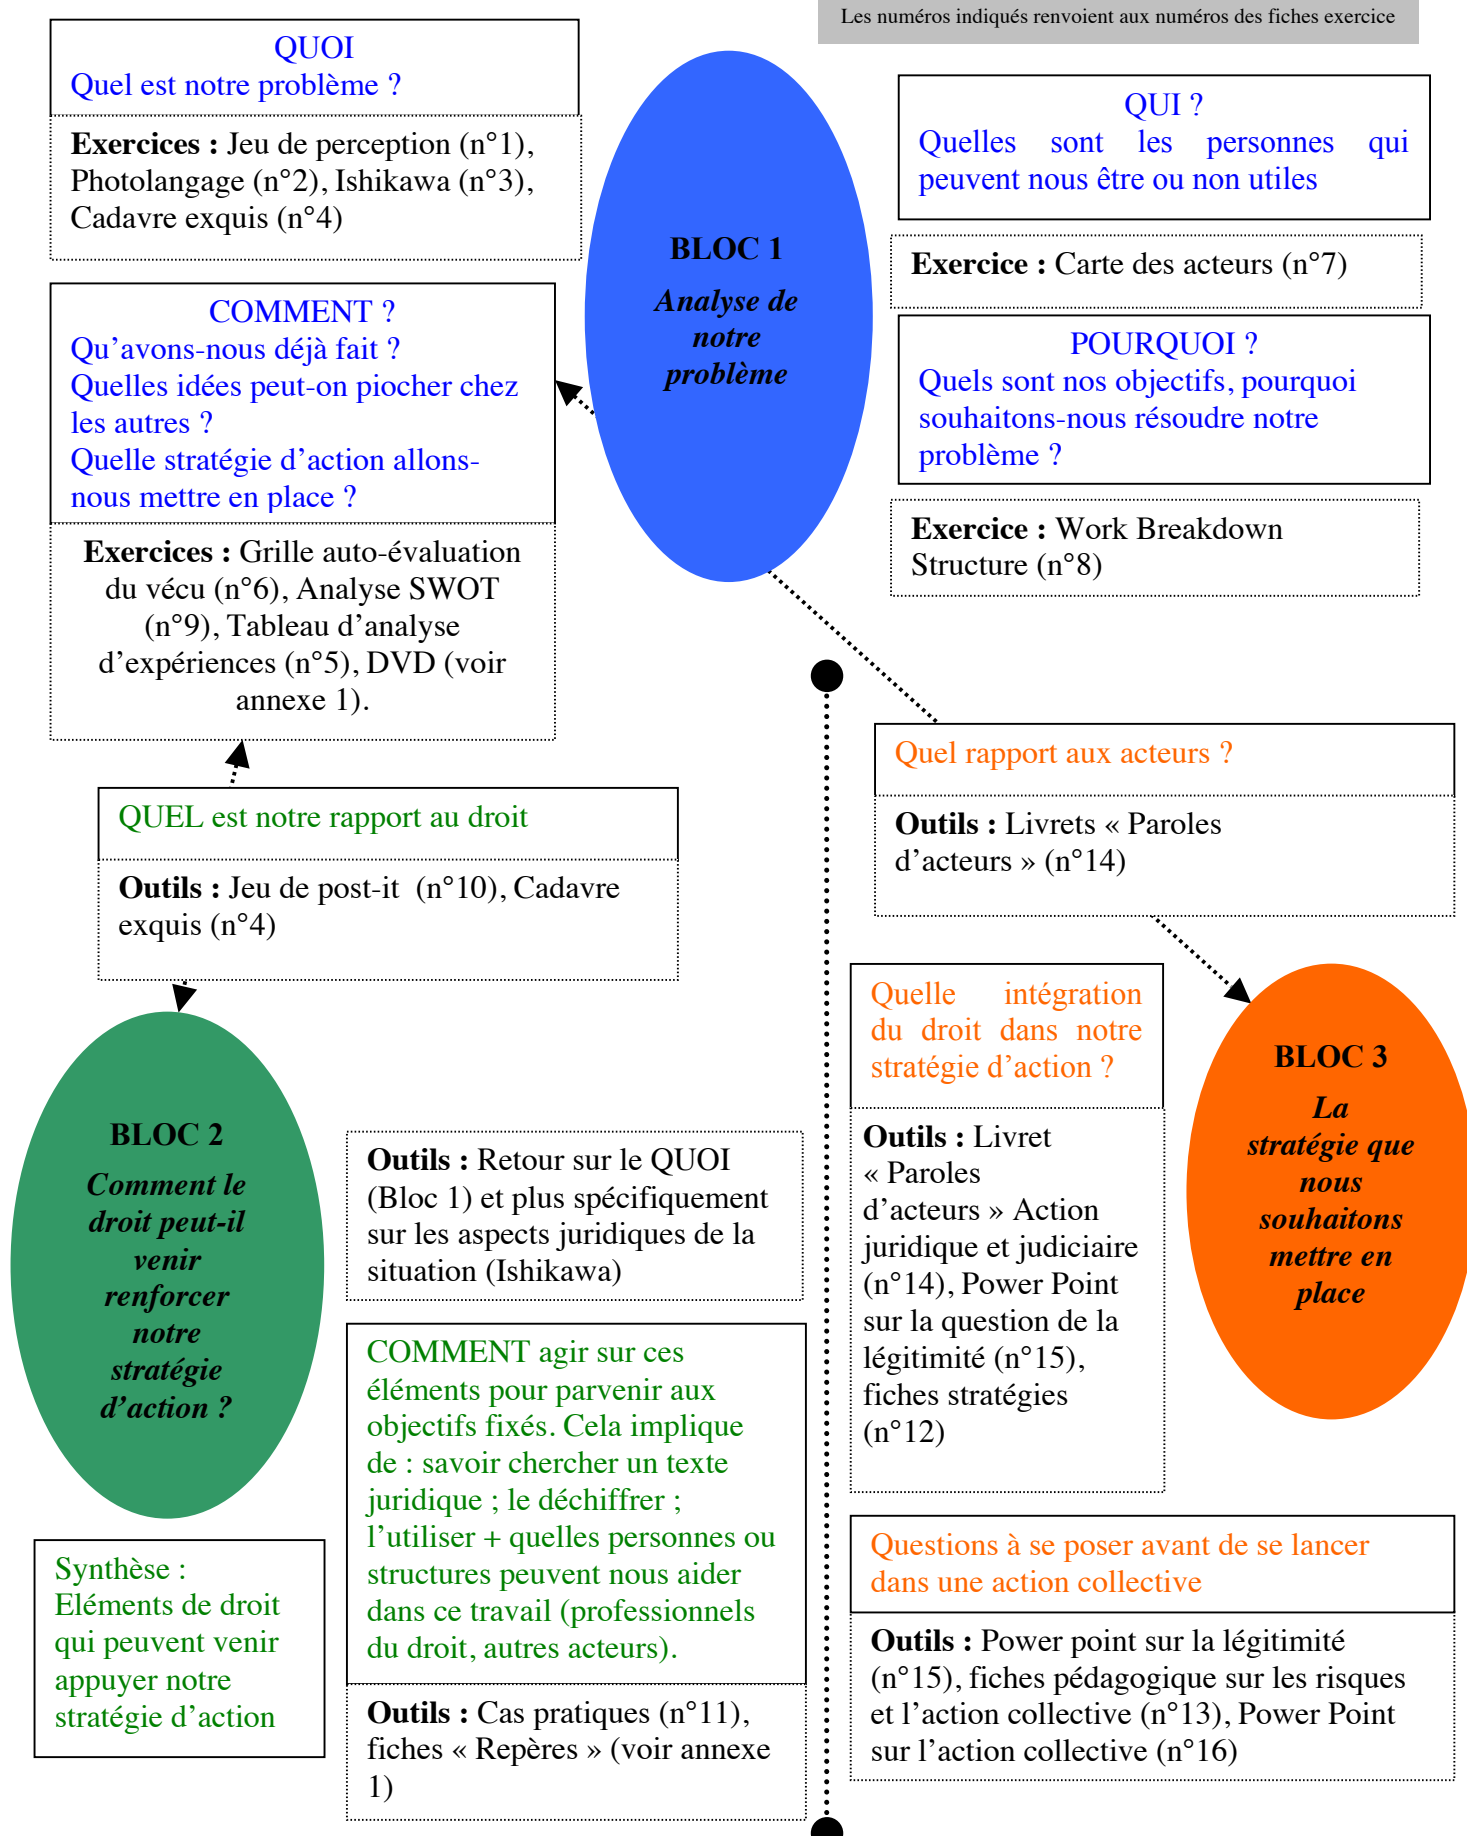 Les numéros indiqués renvoient aux numéros des fiches exercice
QUOI
Quel est notre problème ?
Exercices : Jeu de perception (n°1),
Photolangage (n°2), Ishikawa (n°3),
Cadavre exquis (n°4)
COMMENT ?
Qu’avons-nous déjà fait ?
Quelles idées peut-on piocher chez
les autres ?
Quelle stratégie d’action allons-
nous mettre en place ?
Exercices : Grille auto-évaluation
du vécu (n°6), Analyse SWOT
(n°9), Tableau d’analyse
d’expériences (n°5), DVD (voir
annexe 1).
BLOC 1
Analyse de
notre
problème
QUI ?
Quelles sont les personnes qui
peuvent nous être ou non utiles
Exercice : Carte des acteurs (n°7)
POURQUOI ?
Quels sont nos objectifs, pourquoi
souhaitons-nous résoudre notre
problème ?
Exercice : Work Breakdown
Structure (n°8)
QUEL est notre rapport au droit
Outils : Jeu de post-it (n°10), Cadavre
exquis (n°4)
BLOC 2
Comment le
droit peut-il
venir
renforcer
notre
stratégie
d’action ?
Outils : Retour sur le QUOI
(Bloc 1) et plus spécifiquement
sur les aspects juridiques de la
situation (Ishikawa)
COMMENT agir sur ces
éléments pour parvenir aux
objectifs fixés. Cela implique
de : savoir chercher un texte
juridique ; le déchiffrer ;
l’utiliser + quelles personnes ou
structures peuvent nous aider
dans ce travail (professionnels
du droit, autres acteurs).
Outils : Cas pratiques (n°11),
fiches « Repères » (voir annexe
1)
Synthèse :
Eléments de droit
qui peuvent venir
appuyer notre
stratégie d’action
Quel rapport aux acteurs ?
Outils : Livrets « Paroles
d’acteurs » (n°14)
Quelle intégration
du droit dans notre
stratégie d’action ?
Outils : Livret
« Paroles
d’acteurs » Action
juridique et judiciaire
(n°14), Power Point
sur la question de la
légitimité (n°15),
fiches stratégies
(n°12)
BLOC 3
La
stratégie que
nous
souhaitons
mettre en
place
Questions à se poser avant de se lancer
dans une action collective
Outils : Power point sur la légitimité
(n°15), fiches pédagogique sur les risques
et l’action collective (n°13), Power Point
sur l’action collective (n°16)